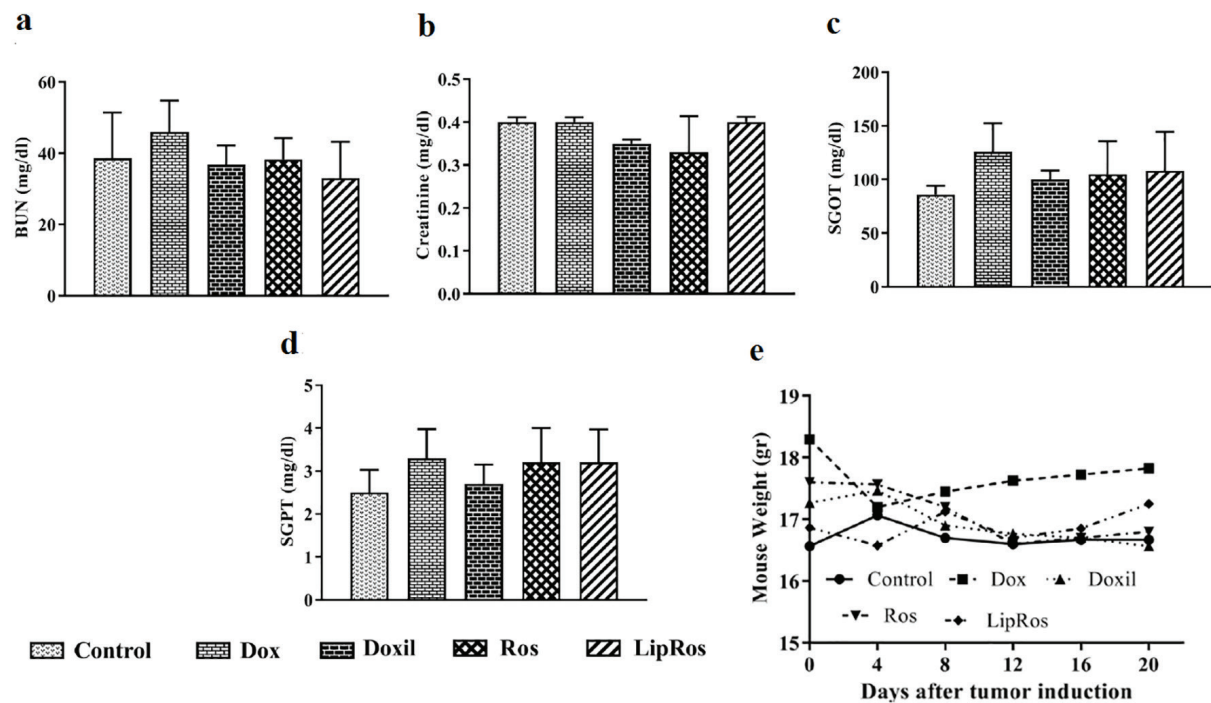 a
BUN (mg/dl)
60
40
20
0
b
Creatinine (mg/dl)
0.5
0.4
0.3
0.2
0.1
0.0
c
SGOT (mg/dl)
200
150
100
50
0
d
SGPT (mg/dl)
5
4
3
2
1
0
e
Mouse Weight (gr)
19
18
17
16
15
Control Dox Doxil
Ros LipRos
0 4 8 12 16 20
Days after tumor induction
Control Dox Doxil Ros LipRos